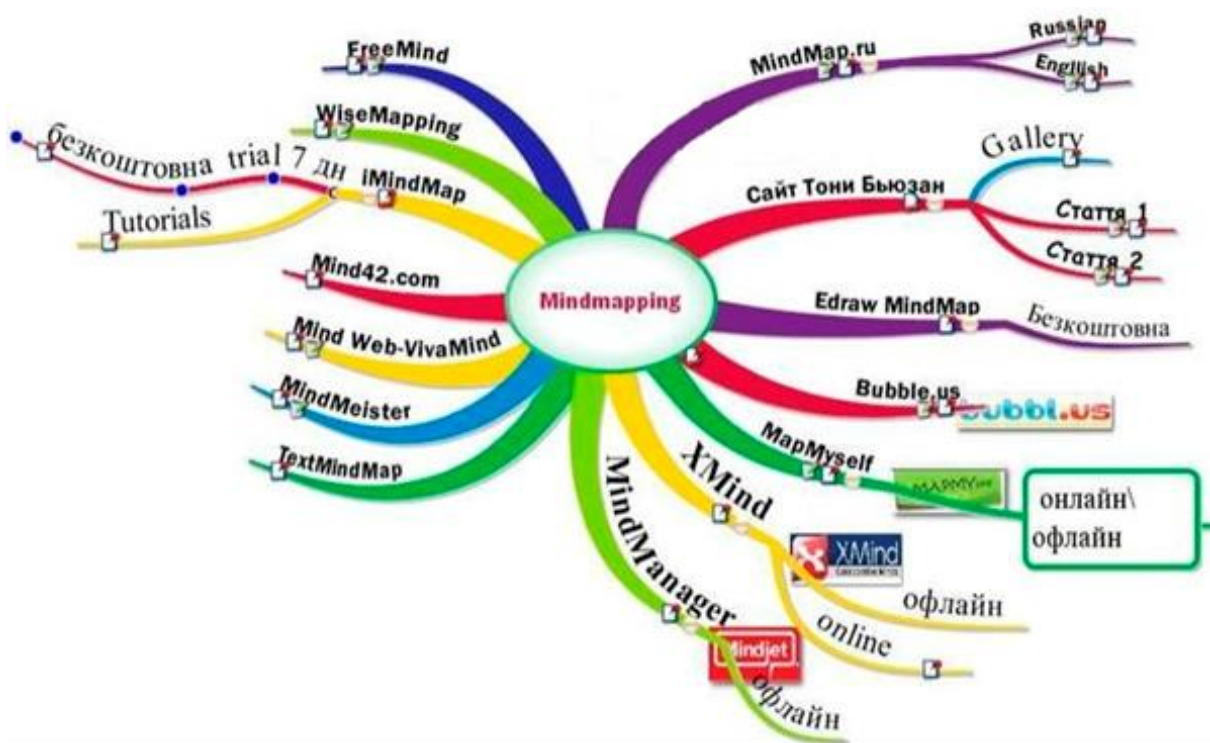 Mindmapping
MindMap.ru
Russian
English
Сайт Тони Бьюзан
Gallery
Стаття 1
Стаття 2
Edraw MindMap
Безкоштовна
Bubble.us
bubbl.us
MapMyself
онлайн\
офлайн
XMind
XMind
офлайн
online
MindManager
Mindjet
офлайн
TextMindMap
MindMeister
Mind Web-VivaMind
Mind42.com
iMindMap
безкоштовна trial 7 дн
Tutorials
WiseMapping
FreeMind